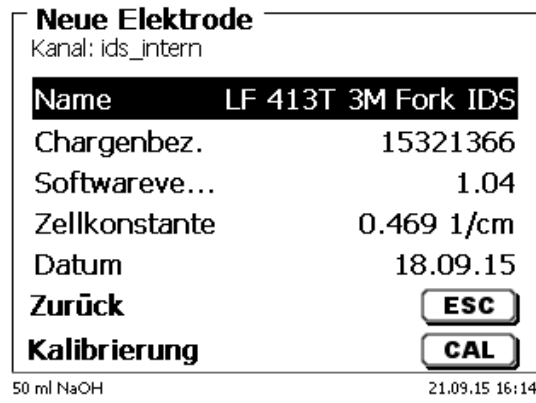 Neue Elektrode
Kanal: ids_intern
Name LF 413T 3M Fork IDS
Chargenbez. 15321366
Softwareve... 1.04
Zellkonstante 0.469 1/cm
Datum 18.09.15
Zurück ESC
Kalibrierung CAL
50 ml NaOH 21.09.15 16:14